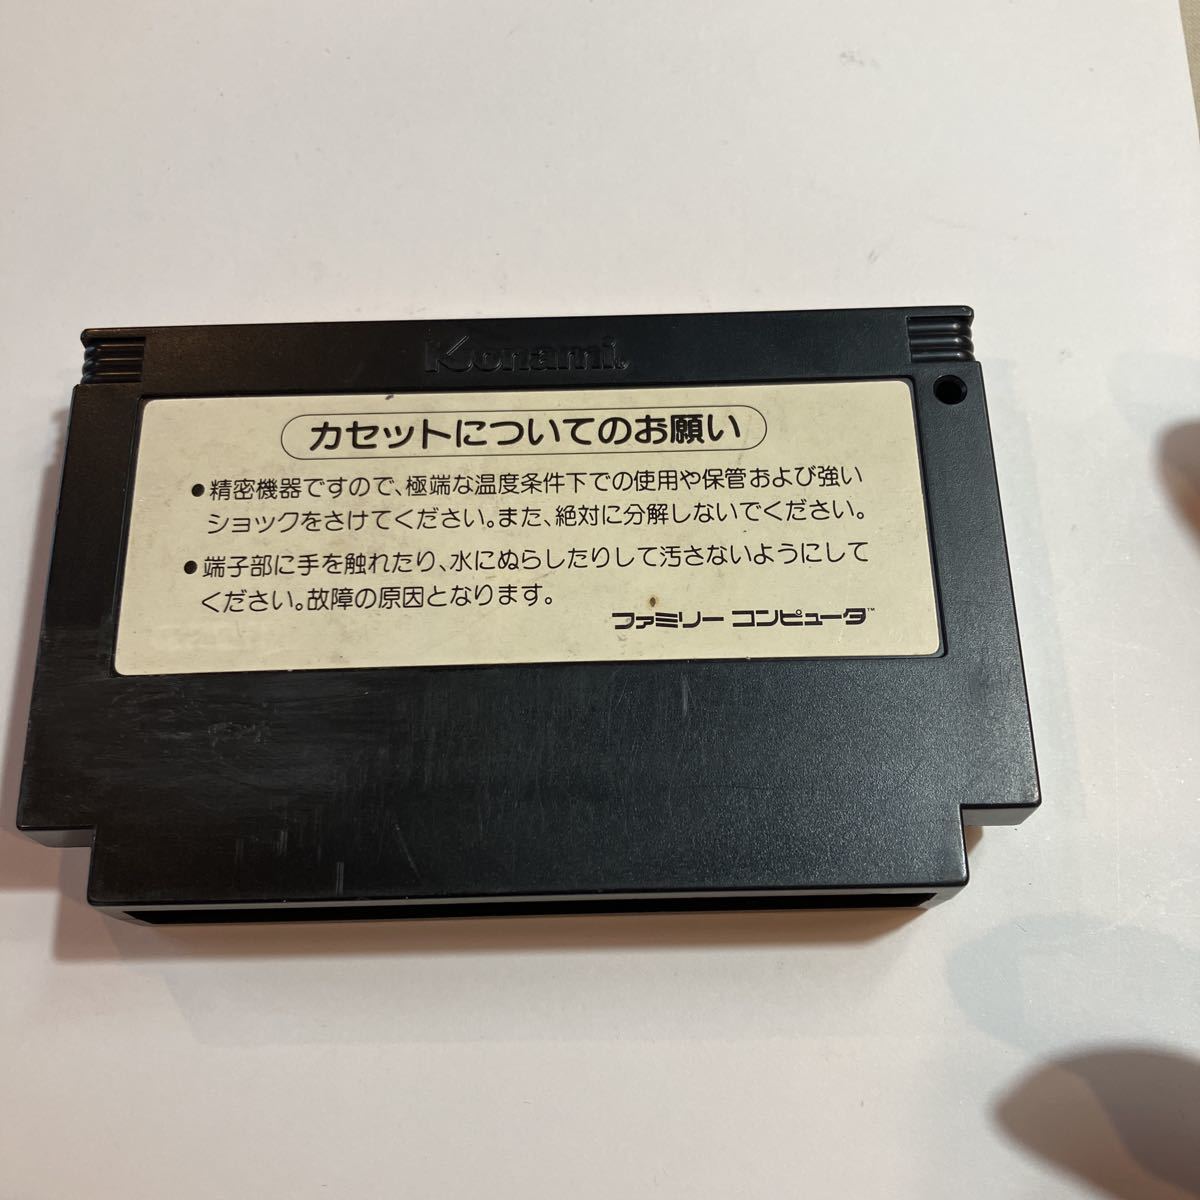 Konami
カセットについてのお願い
●精密機器ですので、極端な温度条件下での使用や保管および強い
ショックをさけてください。また、絶対に分解しないでください。
●端子部に手を触れたり、水にぬらしたりして汚さないようにして
ください。故障の原因となります。
ファミリー コンピュータ™